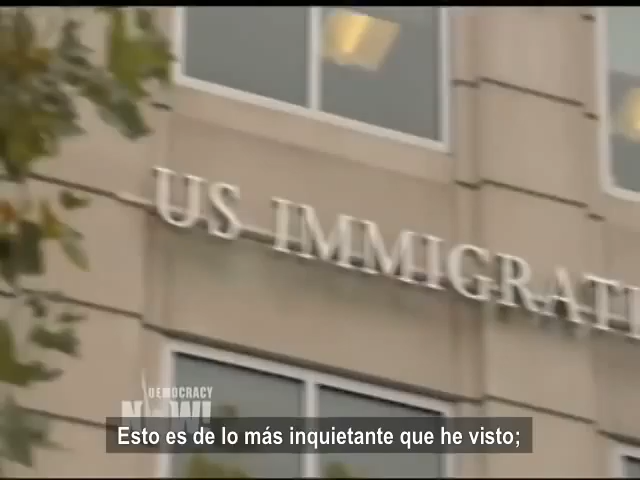 US IMMIGRATI
DEMOCRACY
NOW!
Esto es de lo más inquietante que he visto;